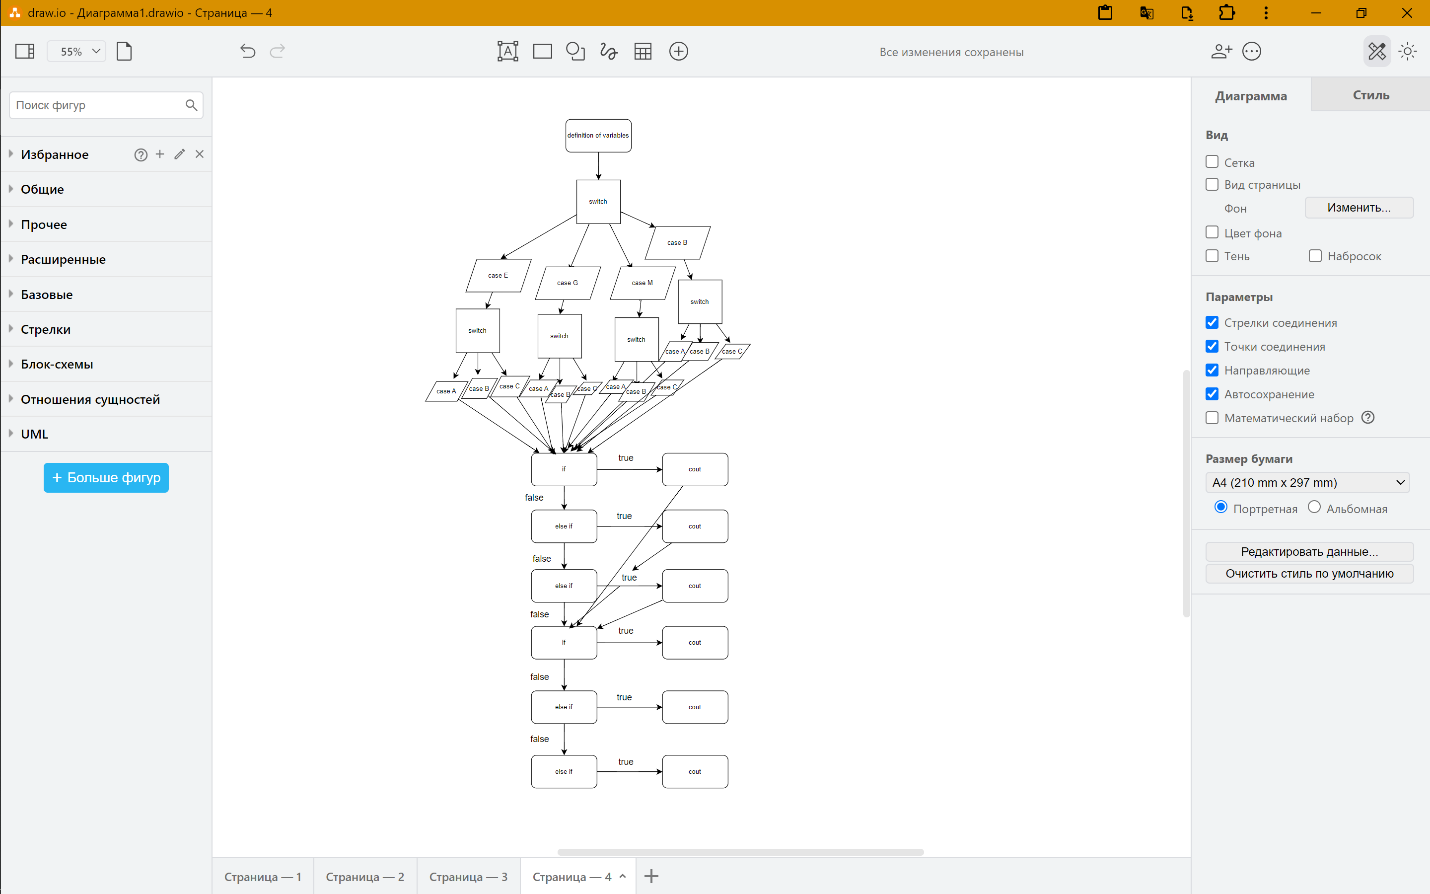 draw.io - Диаграмма1.drawio - Страница — 4
55%
Все изменения сохранены
Поиск фигур
Избранное
Общие
Прочее
Расширенные
Базовые
Стрелки
Блок-схемы
Отношения сущностей
UML
+ Больше фигур
definition of variables
switch
case B
case E
case G
case M
switch
switch
switch
switch
case A
case B
case C
case A
case B
case C
case A
case B
case C
case A
case B
case C
if
true
cout
false
else if
true
cout
false
else if
true
cout
false
if
true
cout
false
else if
true
cout
false
else if
true
cout
Диаграмма
Стиль
Вид
Сетка
Вид страницы
Фон
Изменить...
Цвет фона
Тень
Набросок
Параметры
Стрелки соединения
Точки соединения
Направляющие
Автосохранение
Математический набор
Размер бумаги
A4 (210 mm x 297 mm)
Портретная
Альбомная
Редактировать данные...
Очистить стиль по умолчанию
Страница — 1
Страница — 2
Страница — 3
Страница — 4